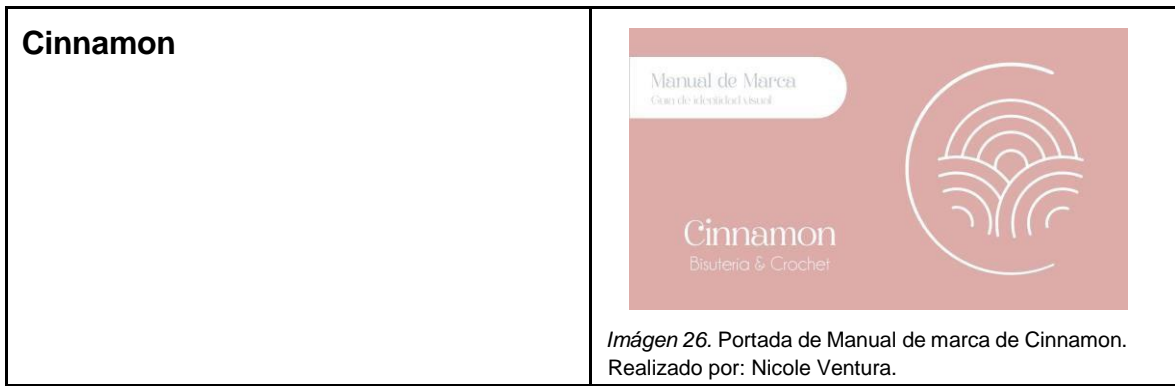 Cinnamon
Manual de Marca
Guía de identidad visual
Cinnamon
Bisuteria & Crochet
Imágen 26. Portada de Manual de marca de Cinnamon.
Realizado por: Nicole Ventura.